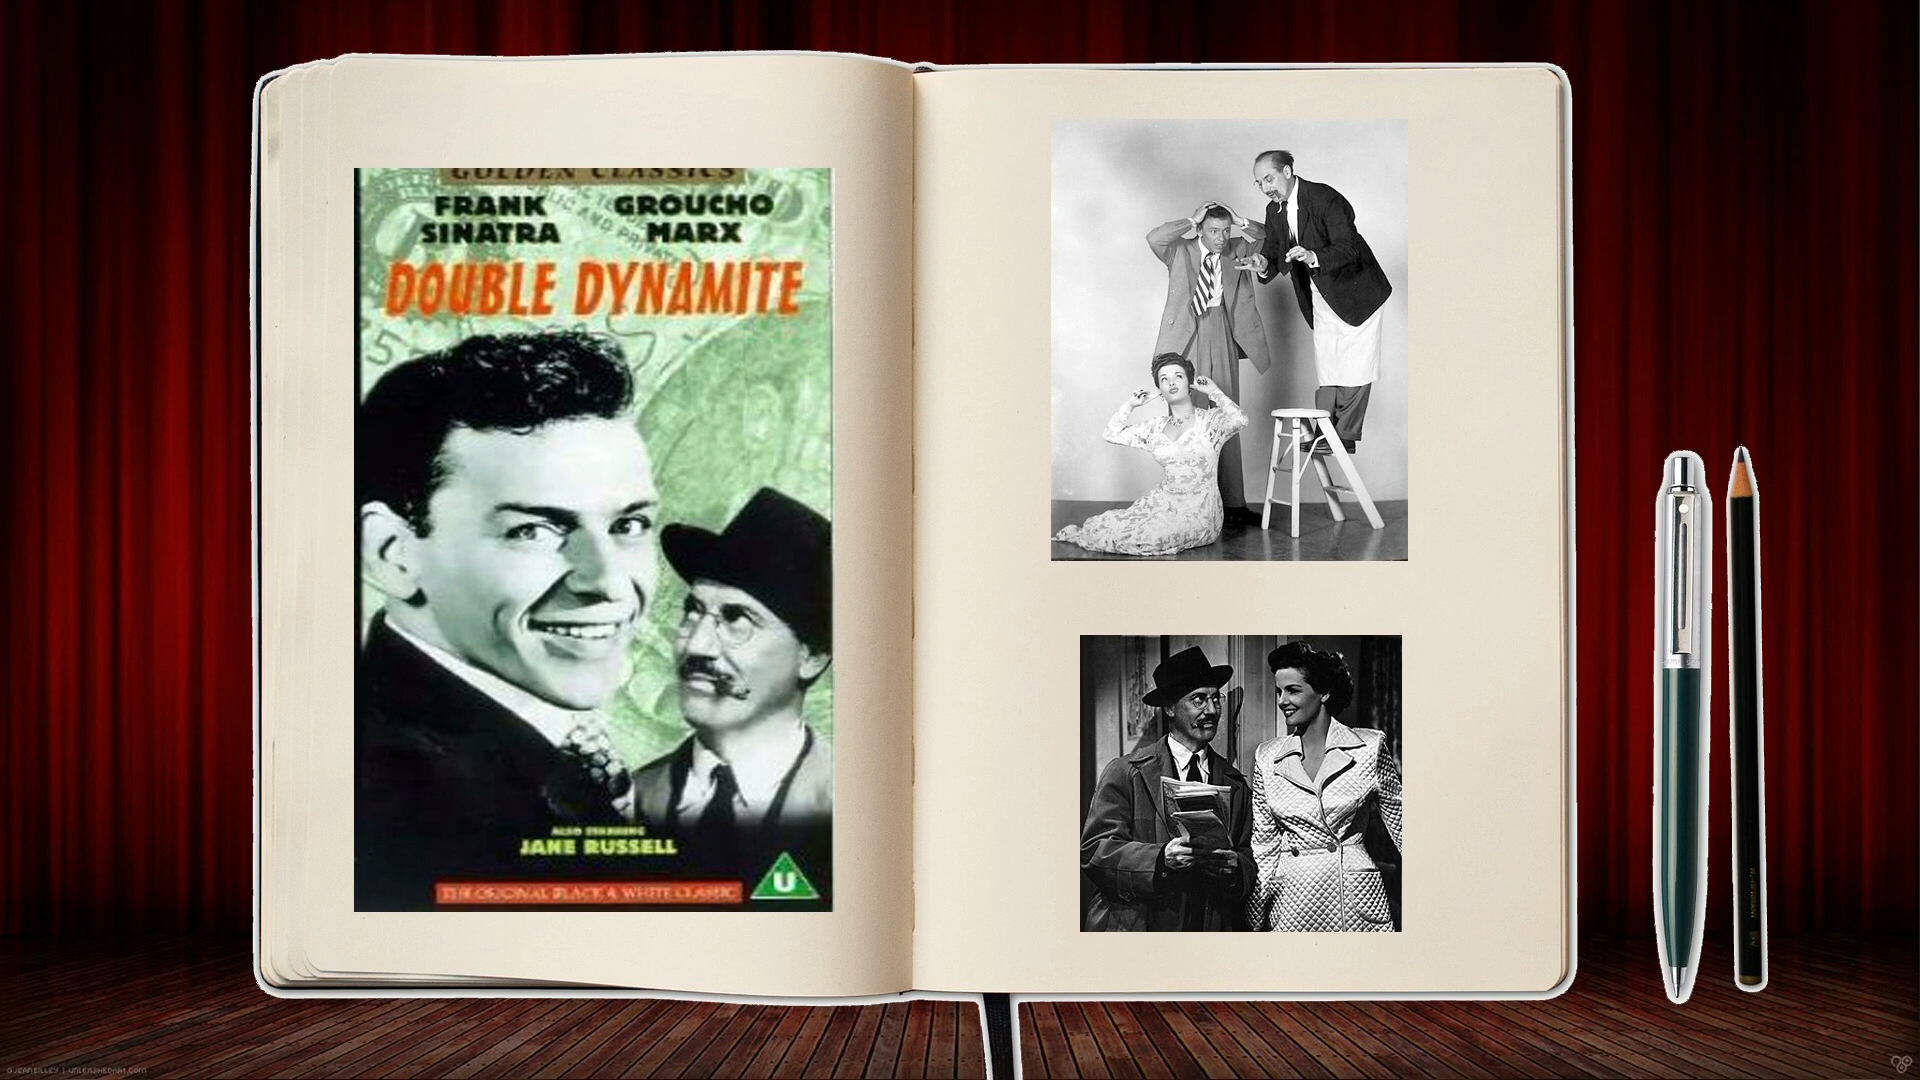 GOLDEN CLASSICS
FRANK SINATRA
GROUCHO MARX
DOUBLE DYNAMITE
ALSO STARRING
JANE RUSSELL
THE ORIGINAL BLACK & WHITE CLASSIC
U